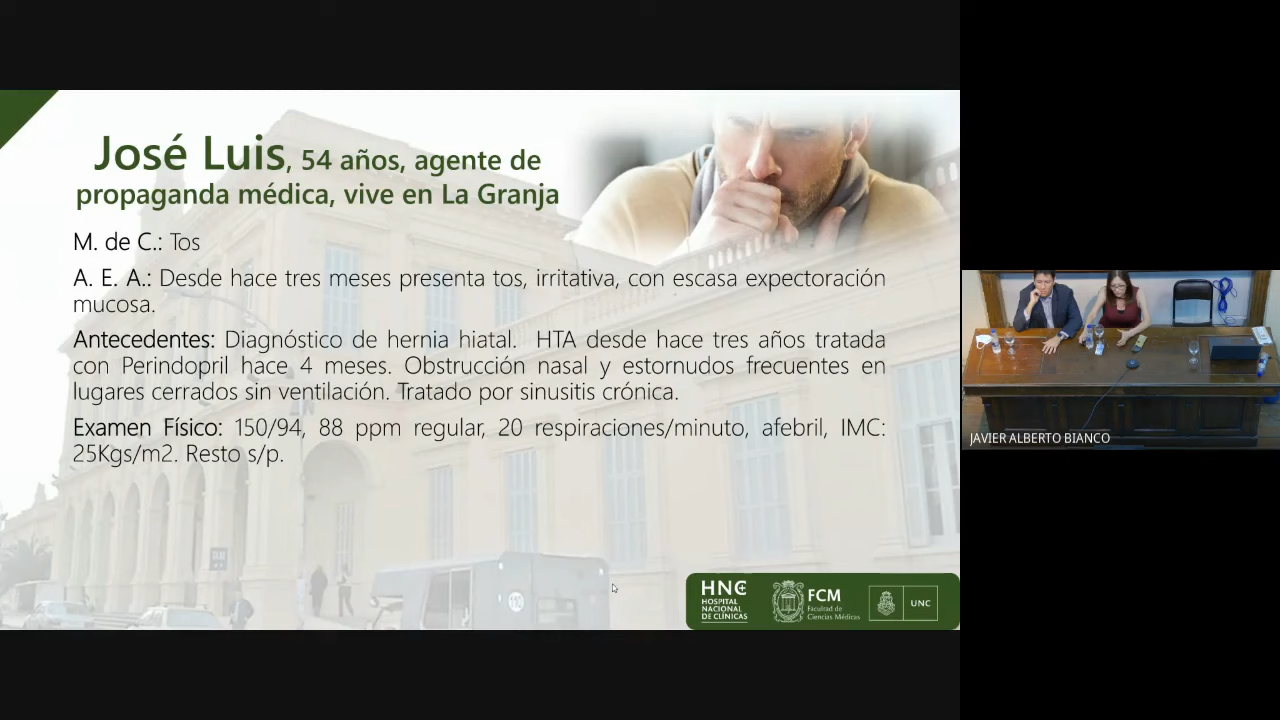 José Luis, 54 años, agente de
propaganda médica, vive en La Granja
M. de C.: Tos
A. E. A.: Desde hace tres meses presenta tos, irritativa, con escasa expectoración
mucosa.
Antecedentes: Diagnóstico de hernia hiatal. HTA desde hace tres años tratada
con Perindopril hace 4 meses. Obstrucción nasal y estornudos frecuentes en
lugares cerrados sin ventilación. Tratado por sinusitis crónica.
Examen Físico: 150/94, 88 ppm regular, 20 respiraciones/minuto, afebril, IMC:
25Kgs/m2. Resto s/p.
HNC
HOSPITAL
NACIONAL
DE CLÍNICAS
FCM
Facultad de
Ciencias Médicas
UNC
JAVIER ALBERTO BIANCO